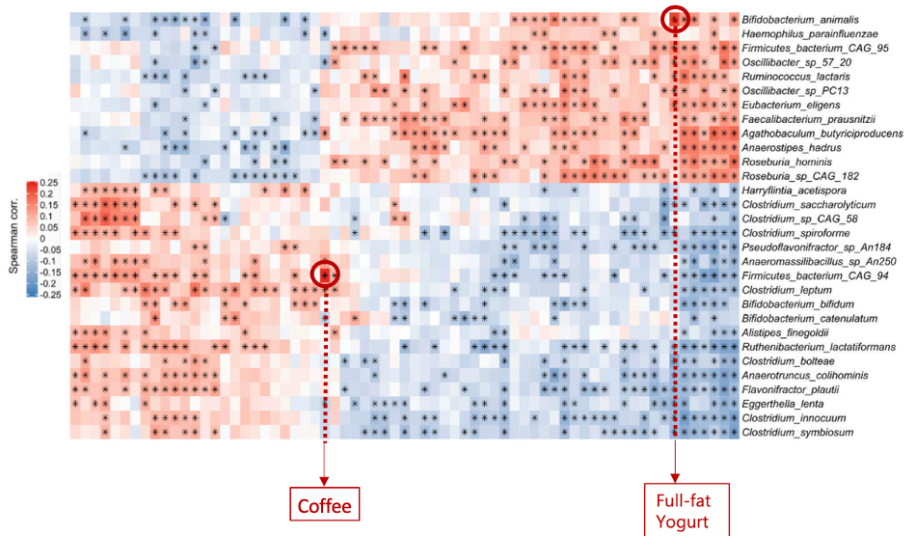 Bifidobacterium_animalis
Haemophilus_parainfluenzae
Firmicutes_bacterium_CAG_95
Oscillibacter_sp_57_20
Ruminococcus_lactaris
Oscillibacter_sp_PC13
Eubacterium_eligens
Faecalibacterium_prausnitzii
Agathobaculum_butyriciproducens
Anaerostipes_hadrus
Roseburia_hominis
Roseburia_sp_CAG_182
Harryflintia_acetispora
Clostridium_saccharolyticum
Clostridium_sp_CAG_58
Clostridium_spiroforme
Pseudoflavonifractor_sp_An184
Anaeromassilibacillus_sp_An250
Firmicutes_bacterium_CAG_94
Clostridium_leptum
Bifidobacterium_bifidum
Bifidobacterium_catenulatum
Alistipes_finegoldii
Ruthenibacterium_lactatiformans
Clostridium_bolteae
Anaerotruncus_colihominis
Flavonifractor_plautii
Eggerthella_lenta
Clostridium_innocuum
Clostridium_symbiosum
Spearman corr.
0.25
0.2
0.15
0.1
0.05
0
-0.05
-0.1
-0.15
-0.2
-0.25
Coffee
Full-fat
Yogurt